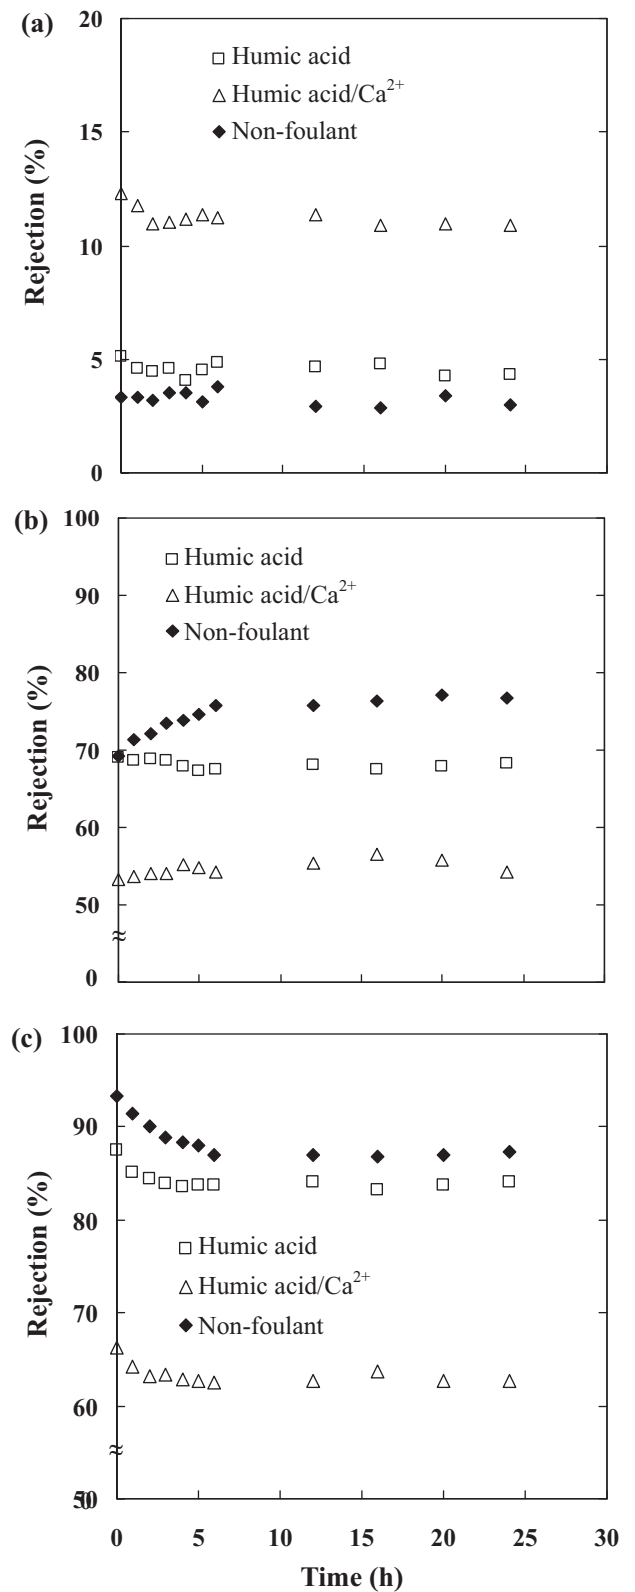 (a)
20
15
10
5
0
Rejection (%)
Humic acid
Humic acid/Ca²⁺
Non-foulant
(b)
100
90
80
70
60
50
≈
0
Rejection (%)
Humic acid
Humic acid/Ca²⁺
Non-foulant
(c)
100
90
80
70
60
≈
50
0
Rejection (%)
Humic acid
Humic acid/Ca²⁺
Non-foulant
0 5 10 15 20 25 30
Time (h)